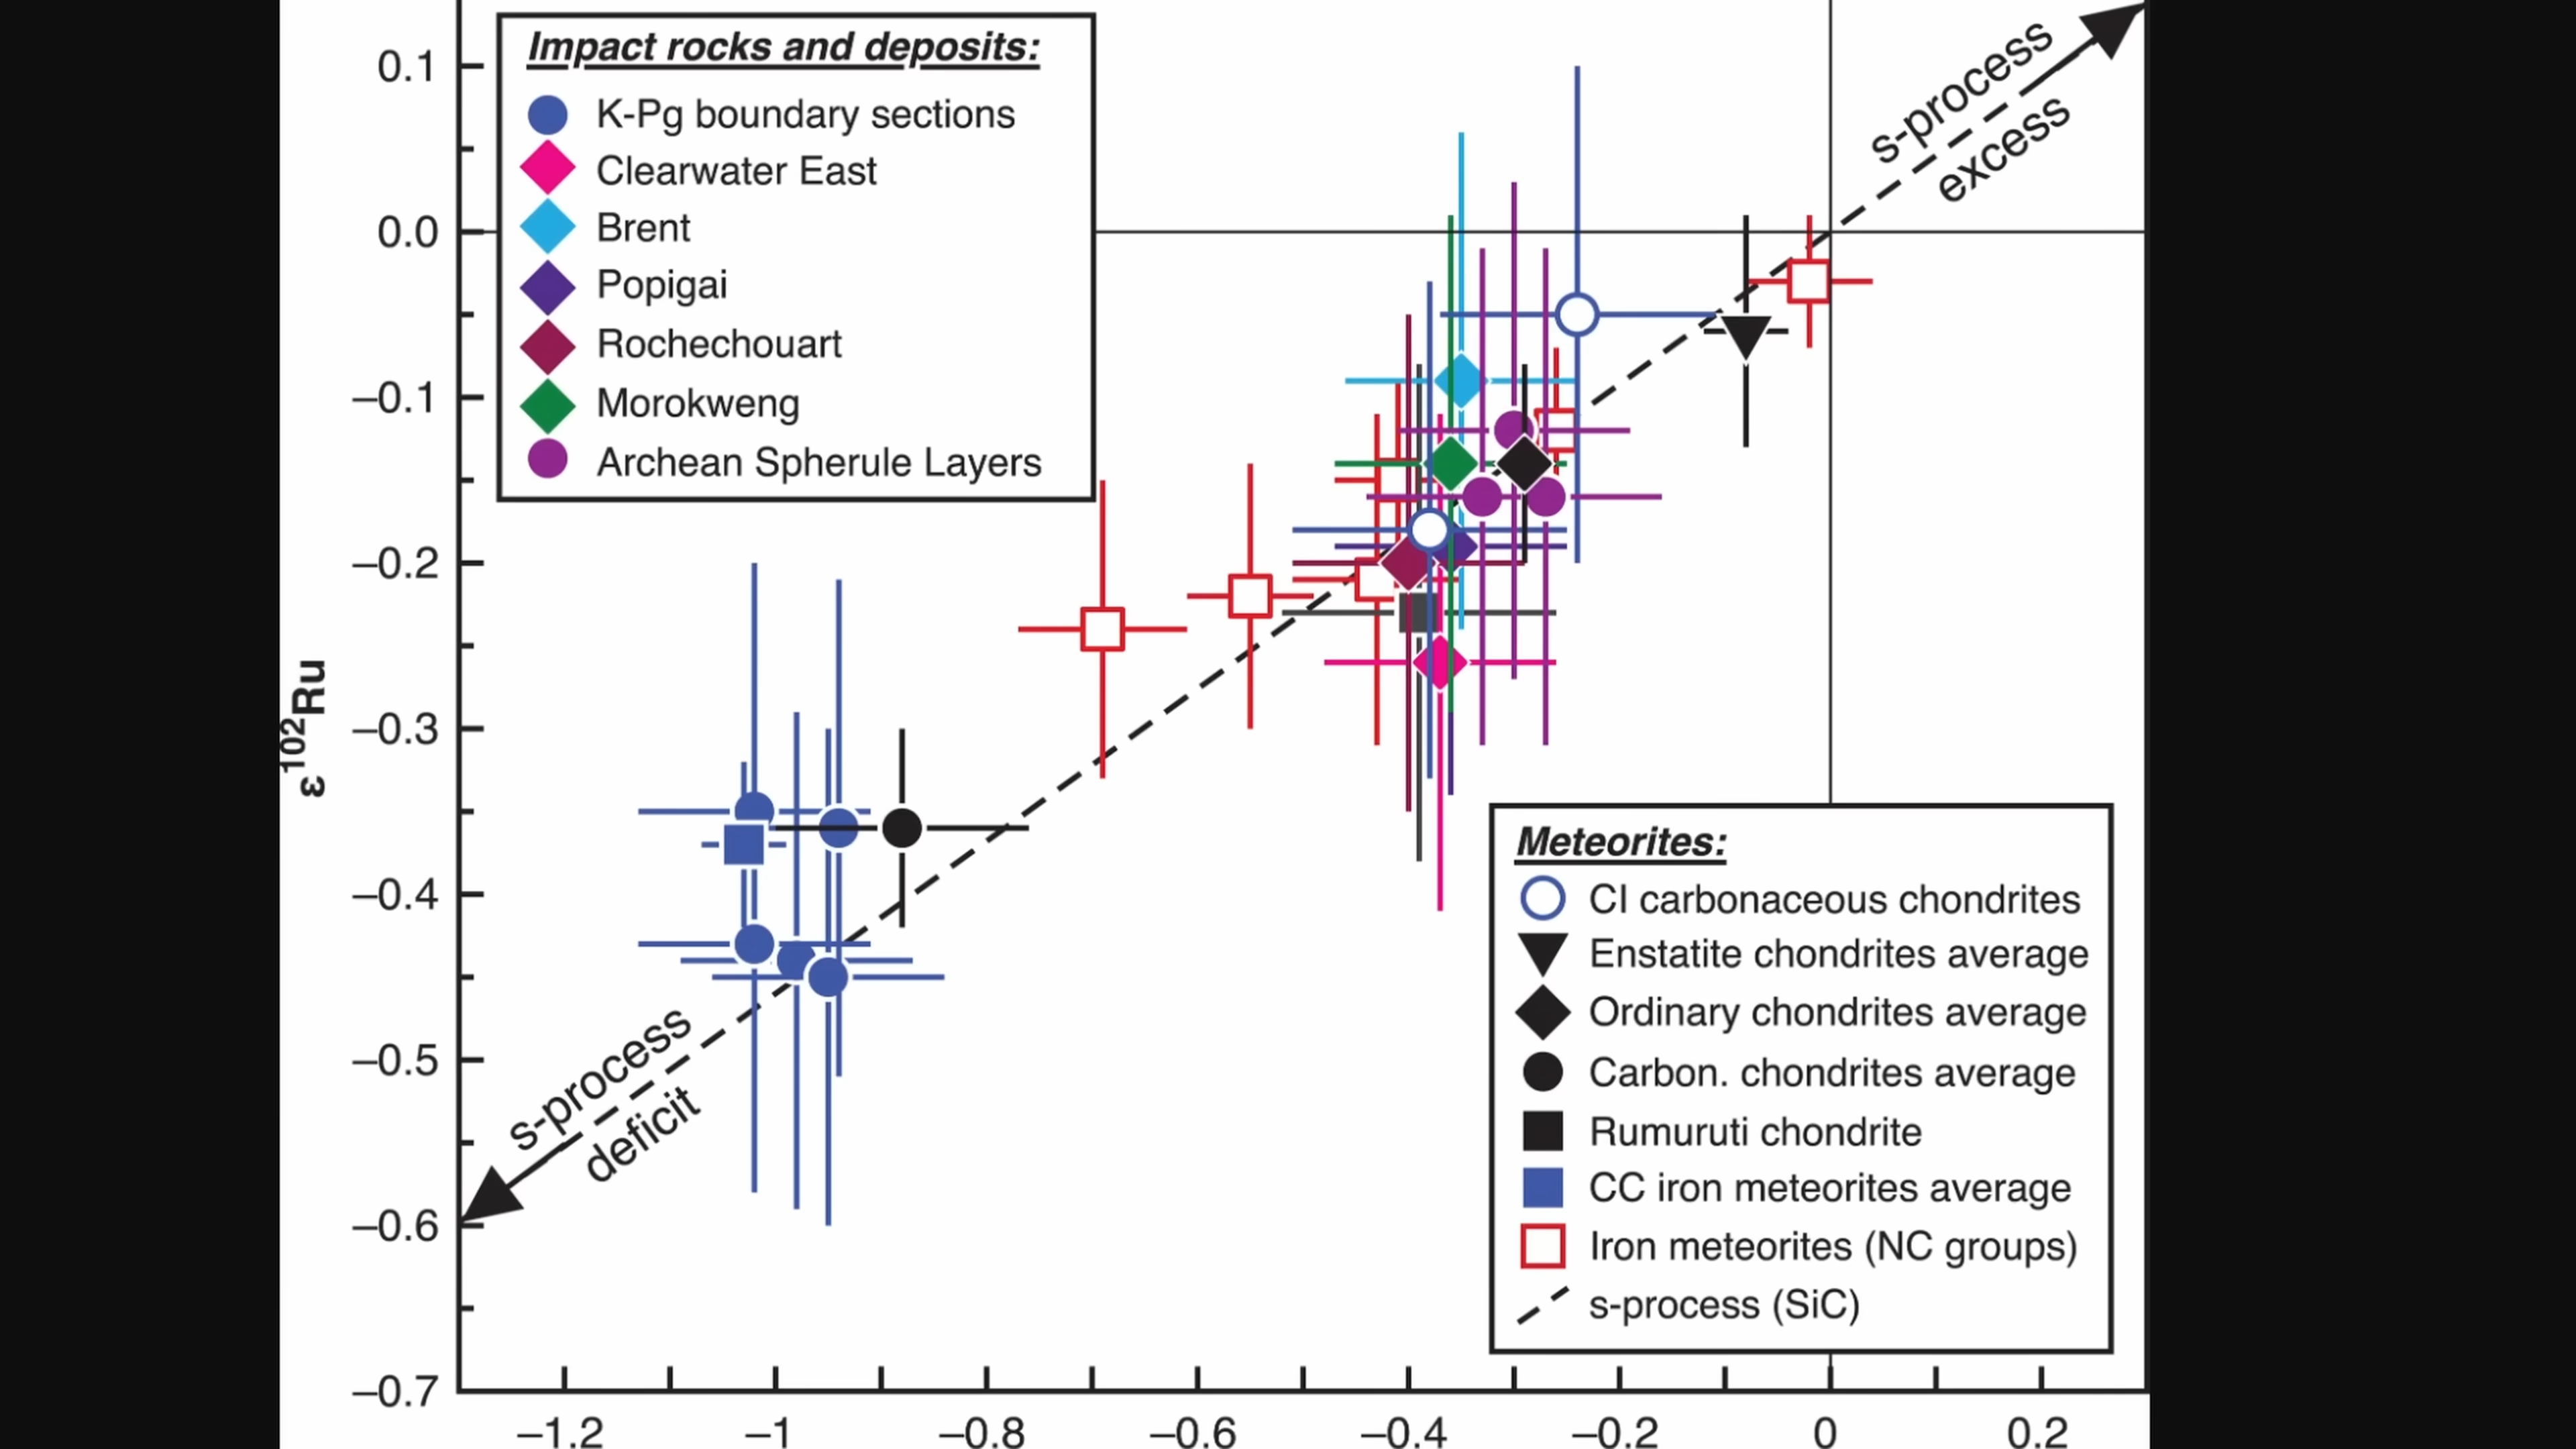 Impact rocks and deposits:
K-Pg boundary sections
Clearwater East
Brent
Popigai
Rochechouart
Morokweng
Archean Spherule Layers
s-process
excess
0.1
0.0
–0.1
–0.2
–0.3
–0.4
–0.5
–0.6
–0.7
ε¹⁰²Ru
s-process
deficit
Meteorites:
CI carbonaceous chondrites
Enstatite chondrites average
Ordinary chondrites average
Carbon. chondrites average
Rumuruti chondrite
CC iron meteorites average
Iron meteorites (NC groups)
s-process (SiC)
–1.2 –1 –0.8 –0.6 –0.4 –0.2 0 0.2